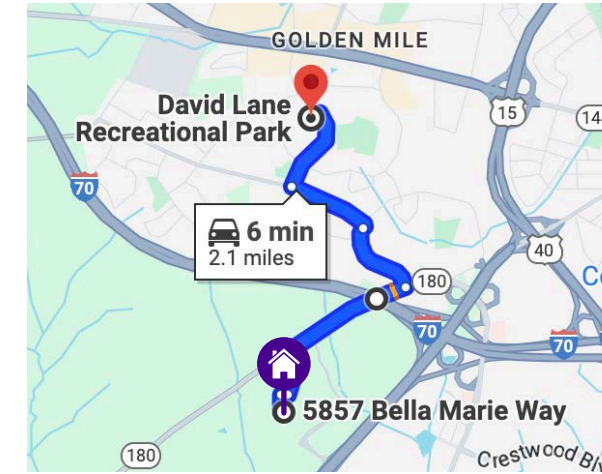 GOLDEN MILE
David Lane
Recreational Park
15
14
70
6 min
2.1 miles
40
180
70
70
5857 Bella Marie Way
180
Crestwood B